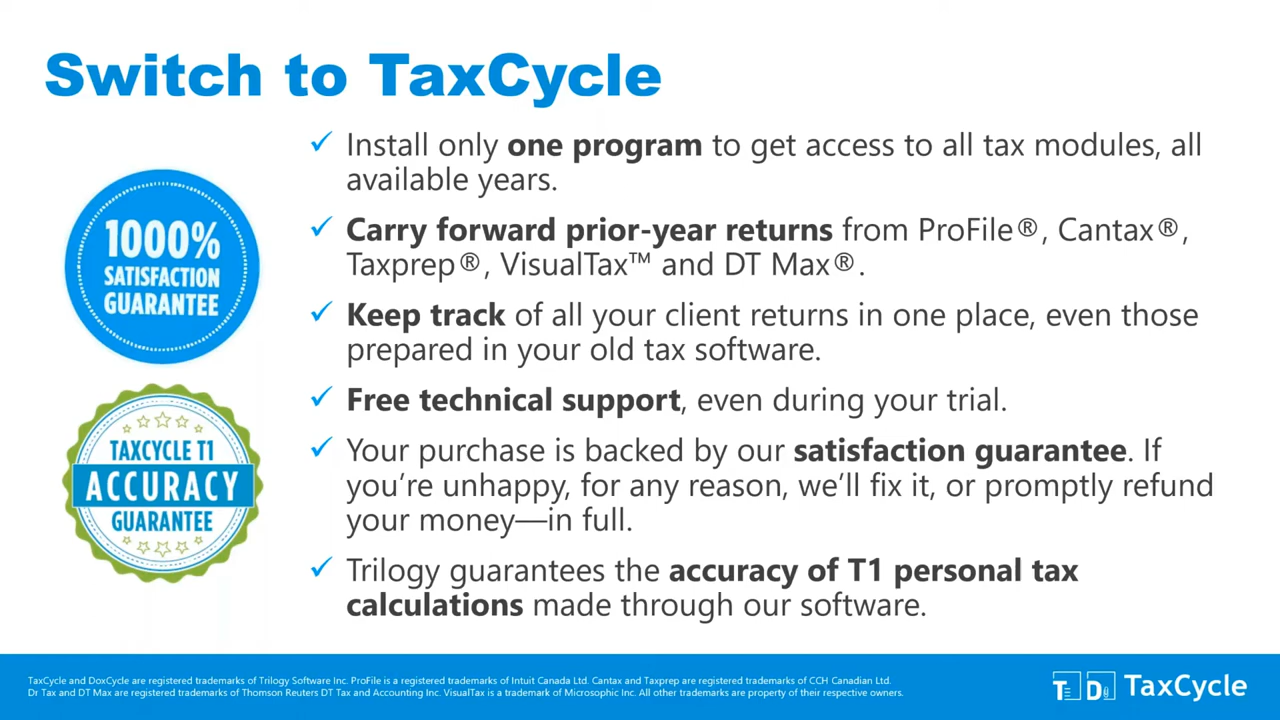 Switch to TaxCycle
✓ Install only one program to get access to all tax modules, all
available years.
✓ Carry forward prior-year returns from ProFile®, Cantax®,
Taxprep®, VisualTax™ and DT Max®.
✓ Keep track of all your client returns in one place, even those
prepared in your old tax software.
✓ Free technical support, even during your trial.
✓ Your purchase is backed by our satisfaction guarantee. If
you’re unhappy, for any reason, we’ll fix it, or promptly refund
your money—in full.
✓ Trilogy guarantees the accuracy of T1 personal tax
calculations made through our software.
1000%
SATISFACTION
GUARANTEE
TAXCYCLE T1
ACCURACY
GUARANTEE
TaxCycle and DoxCycle are registered trademarks of Trilogy Software Inc. ProFile is a registered trademarks of Intuit Canada Ltd. Cantax and Taxprep are registered trademarks of CCH Canadian Ltd.
Dr Tax and DT Max are registered trademarks of Thomson Reuters DT Tax and Accounting Inc. VisualTax is a trademark of Microsophic Inc. All other trademarks are property of their respective owners.
T D TaxCycle